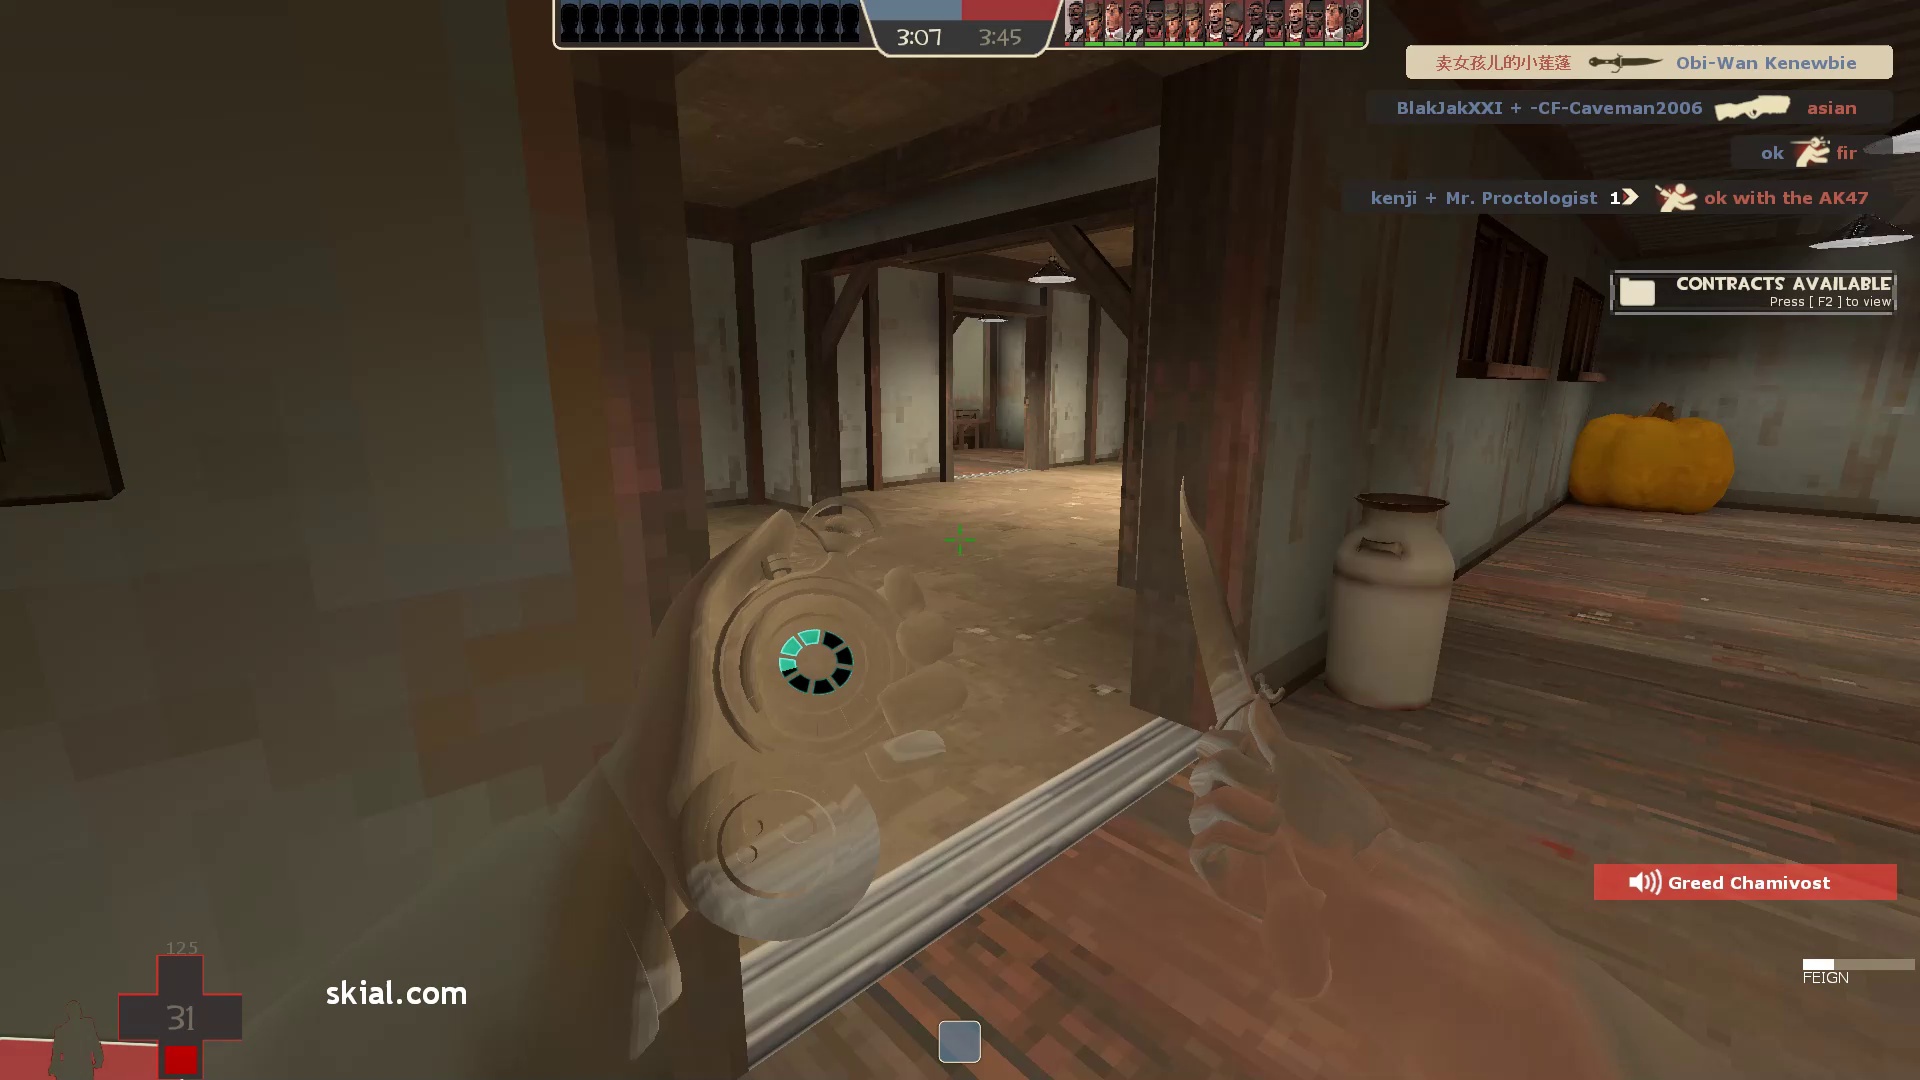 3:07 3:45
卖女孩儿的小莲蓬 Obi-Wan Kenewbie
BlakJakXXI + -CF-Caveman2006 asian
ok fir
kenji + Mr. Proctologist 1 ok with the AK47
CONTRACTS AVAILABLE
Press [ F2 ] to view
Greed Chamivost
125
31
skial.com
FEIGN